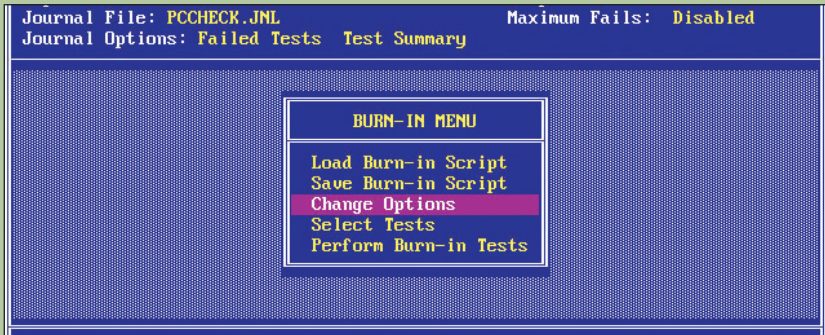 Journal File: PCCHECK.JNL Maximum Fails: Disabled
Journal Options: Failed Tests Test Summary
BURN-IN MENU
Load Burn-in Script
Save Burn-in Script
Change Options
Select Tests
Perform Burn-in Tests